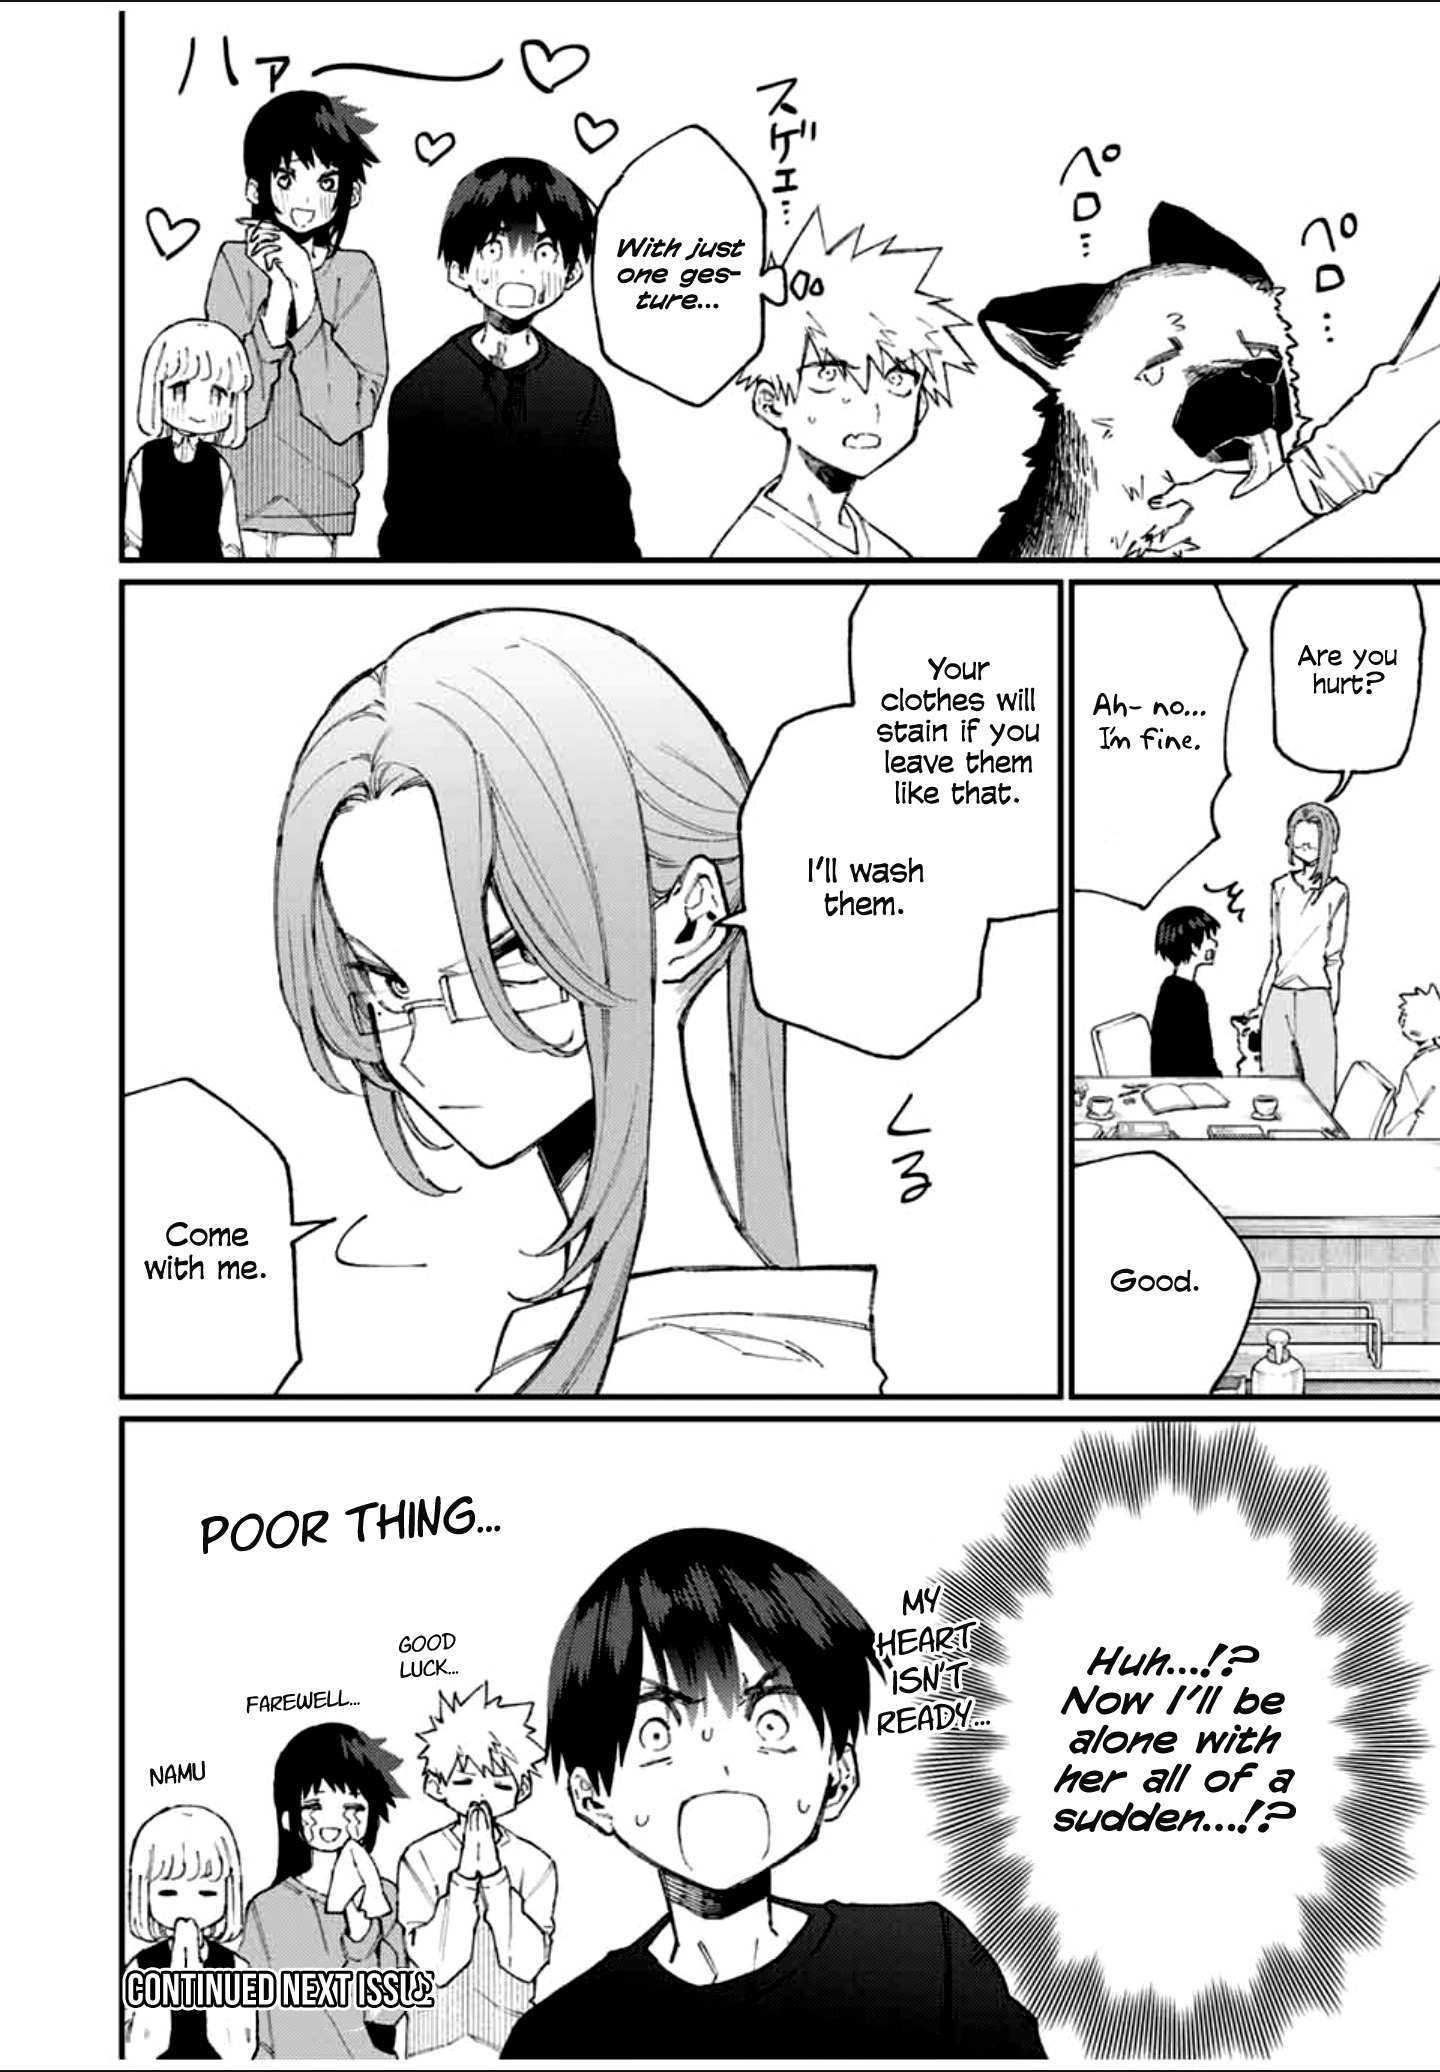 ペ
ロ
…
ペ
ロ
…
スゲェ…
With just
one ges-
ture...
ハァ〜♡
Are you
hurt?
Ah- no...
I'm fine.
Good.
Your
clothes will
stain if you
leave them
like that.
I'll wash
them.
くる
Come
with me.
Huh...!?
Now I'll be
alone with
her all of a
sudden...!?
MY
HEART
ISN'T
READY...
POOR THING...
GOOD
LUCK...
FAREWELL...
NAMU
CONTINUED NEXT ISSUE